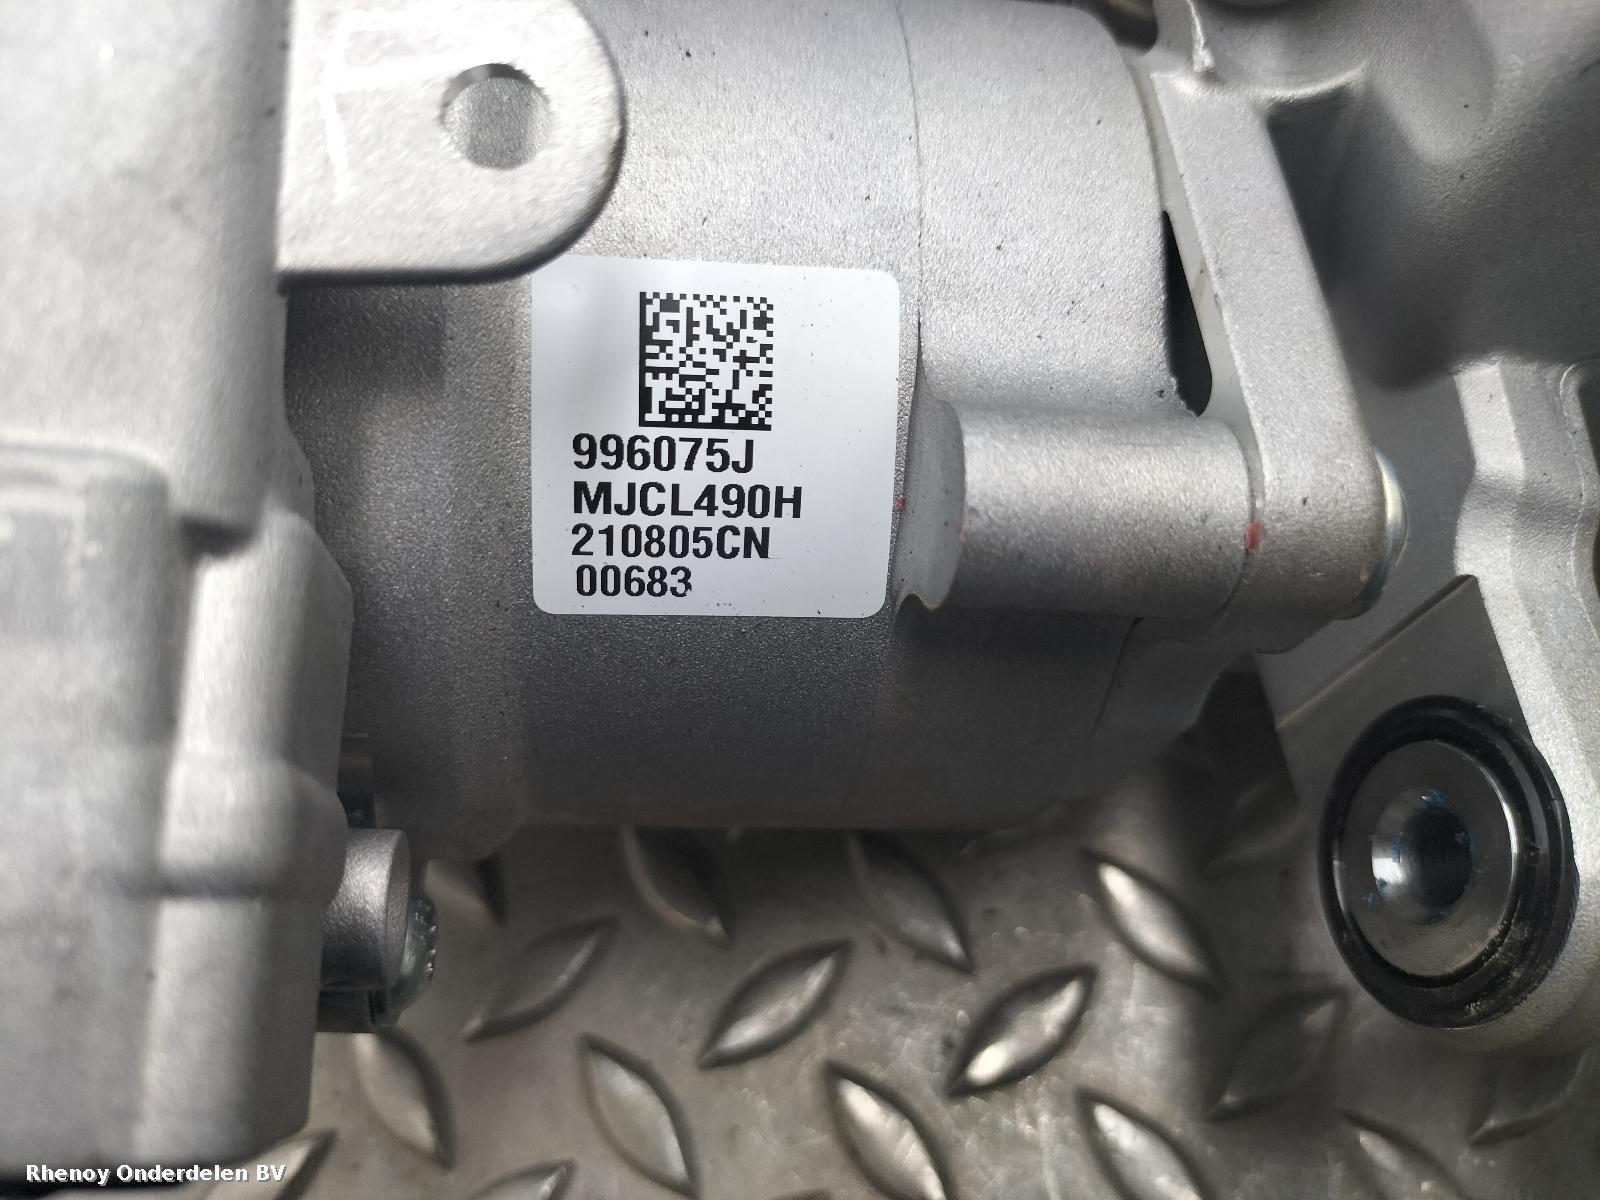 996075J
MJCL490H
210805CN
00683
Rhenoy Onderdelen BV